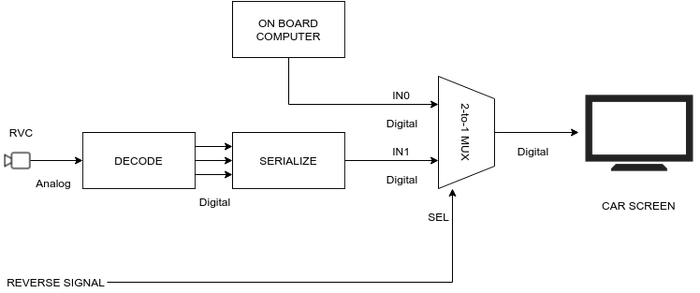 ON BOARD
COMPUTER
IN0
Digital
2-to-1 MUX
RVC
Analog
DECODE
Digital
SERIALIZE
IN1
Digital
Digital
CAR SCREEN
SEL
REVERSE SIGNAL